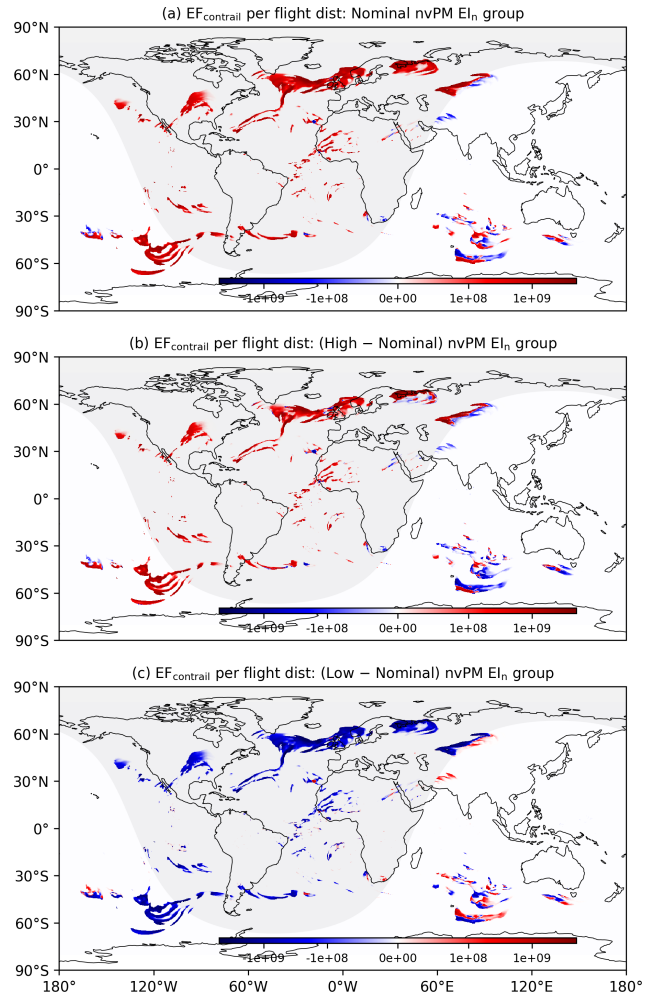 (a) EFcontrail per flight dist: Nominal nvPM EIn group
90°N
60°N
30°N
0°
30°S
60°S
90°S
-1e+09 -1e+08 0e+00 1e+08 1e+09
(b) EFcontrail per flight dist: (High − Nominal) nvPM EIn group
90°N
60°N
30°N
0°
30°S
60°S
90°S
-1e+09 -1e+08 0e+00 1e+08 1e+09
(c) EFcontrail per flight dist: (Low − Nominal) nvPM EIn group
90°N
60°N
30°N
0°
30°S
60°S
90°S
-1e+09 -1e+08 0e+00 1e+08 1e+09
180° 120°W 60°W 0°W 60°E 120°E 180°